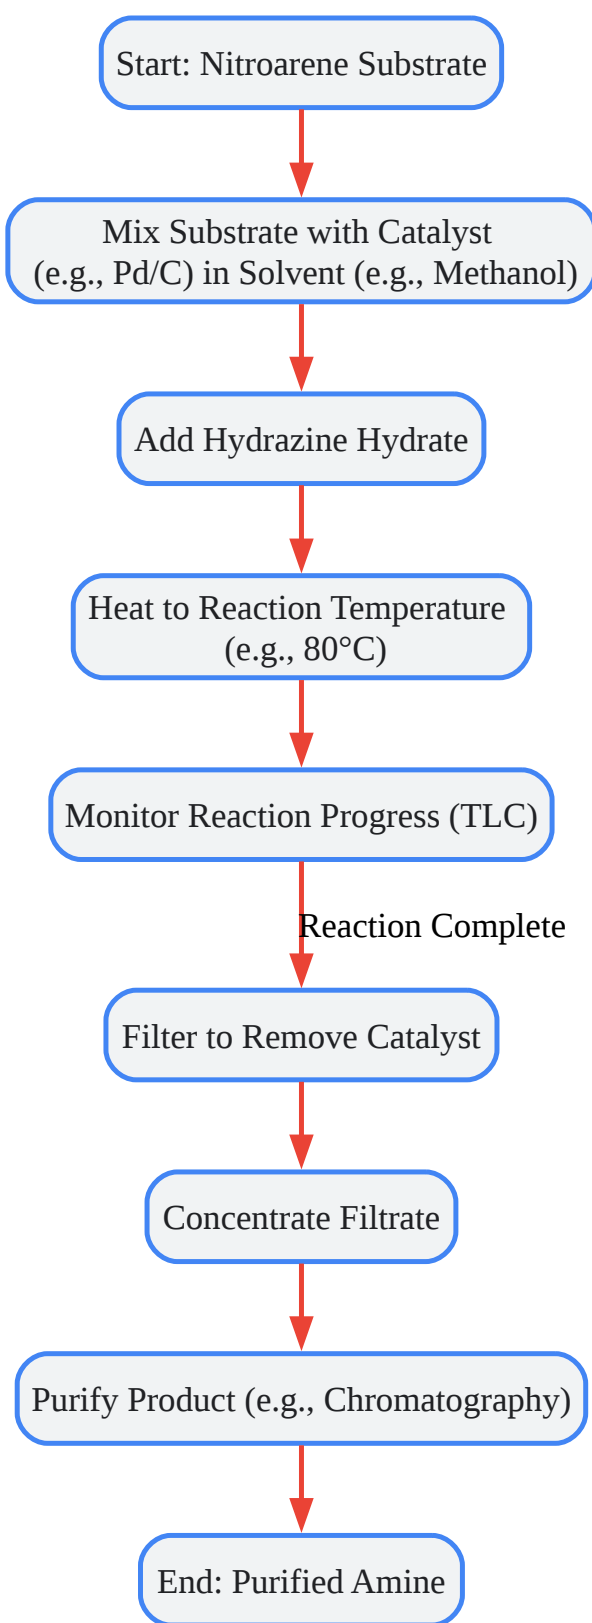 Start: Nitroarene Substrate
Mix Substrate with Catalyst
(e.g., Pd/C) in Solvent (e.g., Methanol)
Add Hydrazine Hydrate
Heat to Reaction Temperature
(e.g., 80°C)
Monitor Reaction Progress (TLC)
Reaction Complete
Filter to Remove Catalyst
Concentrate Filtrate
Purify Product (e.g., Chromatography)
End: Purified Amine